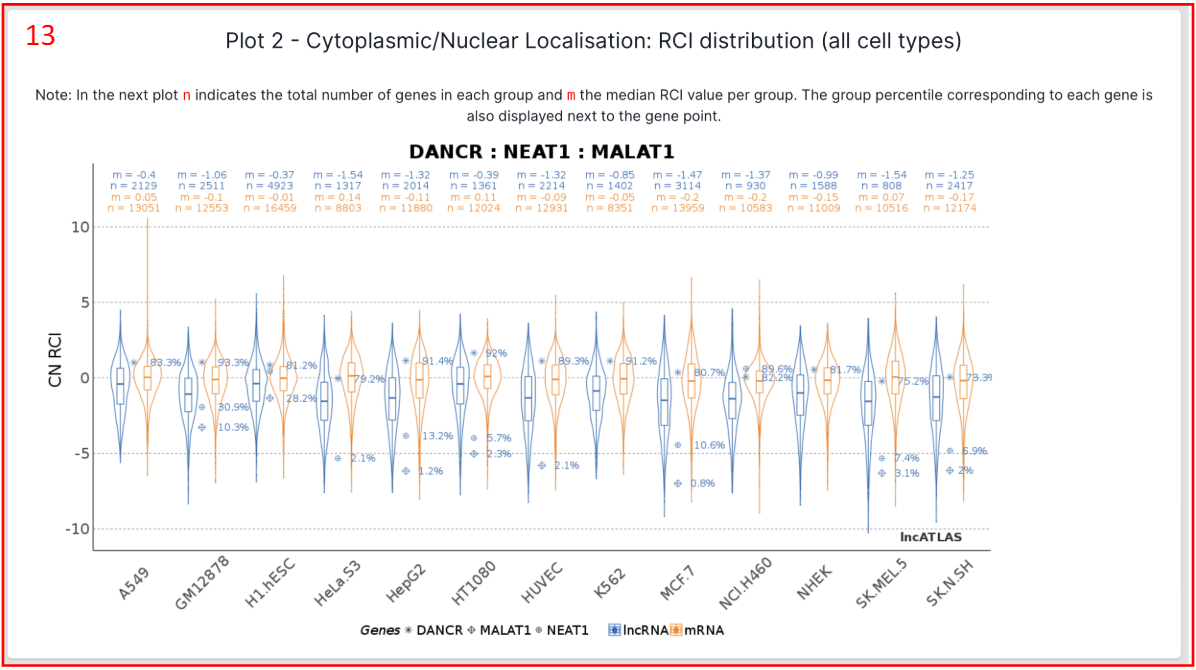 13
Plot 2 - Cytoplasmic/Nuclear Localisation: RCI distribution (all cell types)
Note: In the next plot n indicates the total number of genes in each group and m the median RCI value per group. The group percentile corresponding to each gene is
also displayed next to the gene point.
DANCR : NEAT1 : MALAT1
m = -0.4 m = -1.06 m = -0.37 m = -1.54 m = -1.32 m = -0.39 m = -1.32 m = -0.85 m = -1.47 m = -1.37 m = -0.99 m = -1.54 m = -1.25
n = 2129 n = 2511 n = 4923 n = 1317 n = 2014 n = 1361 n = 2214 n = 1402 n = 3114 n = 930 n = 1588 n = 808 n = 2417
m = 0.05 m = -0.1 m = -0.01 m = 0.14 m = -0.11 m = 0.11 m = -0.09 m = -0.05 m = -0.2 m = -0.2 m = -0.15 m = 0.07 m = -0.17
n = 13051 n = 12553 n = 16459 n = 8803 n = 11880 n = 12024 n = 12931 n = 8351 n = 13959 n = 10583 n = 11009 n = 10516 n = 12174
10
5
92%
83.3% 93.3% 91.4% 89.3% 91.2%
81.2% 80.7% 89.6% 81.7%
CN RCI
0
79.2% 82.2% 75.2% 73.3%
28.2%
30.9%
10.3%
13.2% 5.7%
10.6%
-5
2.3% 6.9%
2.1% 7.4%
1.2% 2.1% 3.1% 2%
0.8%
-10
lncATLAS
A549 GM12878 H1.hESC HeLa.S3 HepG2 HT1080 HUVEC K562 MCF.7 NCI.H460 NHEK SK.MEL.5 SK.N.SH
Genes DANCR MALAT1 NEAT1 lncRNA mRNA